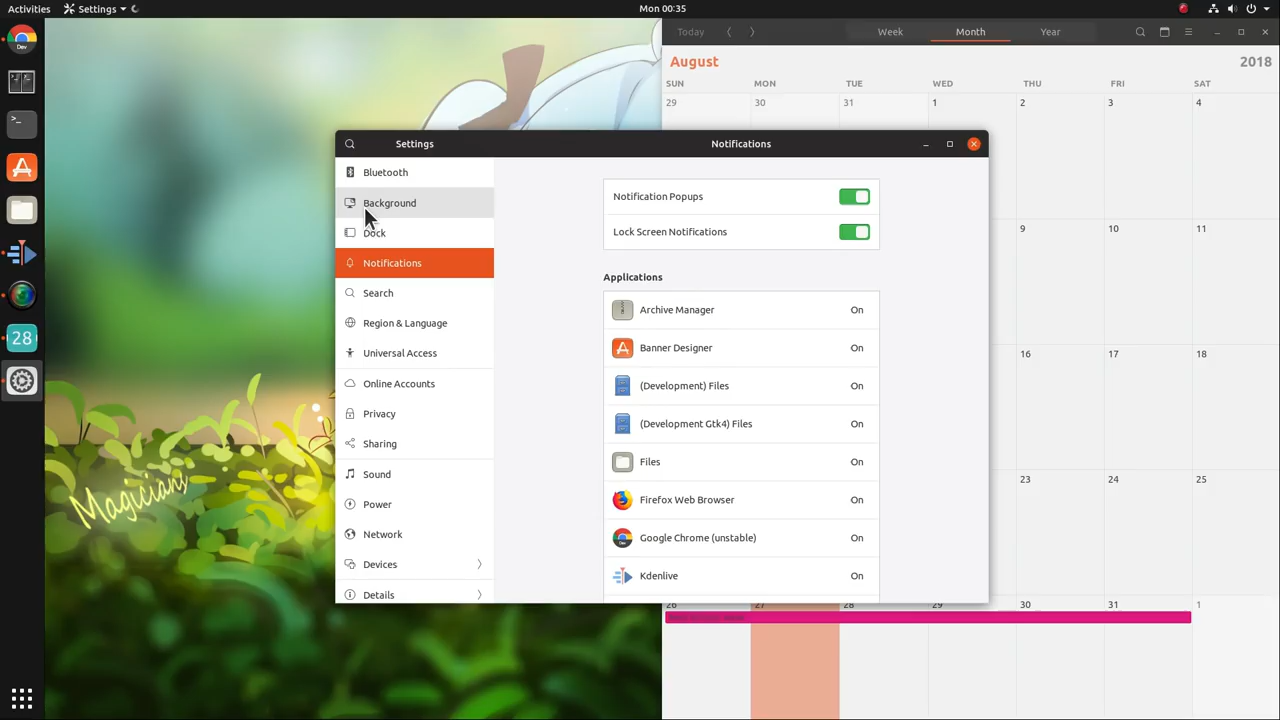 Activities Settings Mon 00:35
Today Week Month Year
August 2018
SUN MON TUE WED THU FRI SAT
29 30 31 1 2 3 4
Settings Notifications
Bluetooth
Background
Dock
Notifications
Search
Region & Language
Universal Access
Online Accounts
Privacy
Sharing
Sound
Power
Network
Devices
Details
Notification Popups
Lock Screen Notifications
Applications
Archive Manager On
Banner Designer On
(Development) Files On
(Development Gtk4) Files On
Files On
Firefox Web Browser On
Google Chrome (unstable) On
Kdenlive On
9 10 11
16 17 18
23 24 25
26 27 28 29 30 31 1
28
Magicians